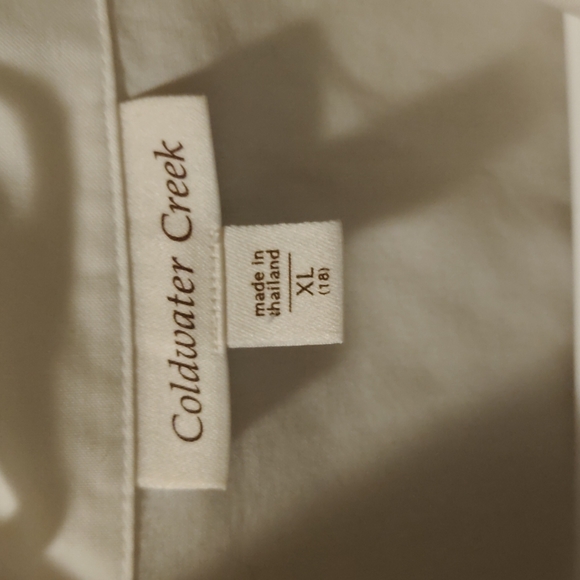 Coldwater Creek
made in
thailand
XL
(18)